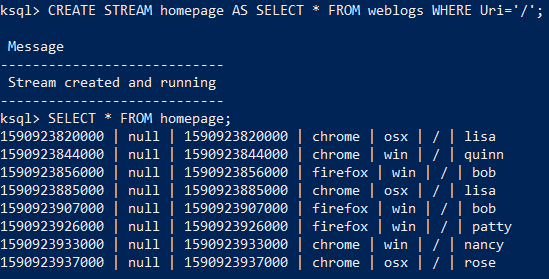 ksql> CREATE STREAM homepage AS SELECT * FROM weblogs WHERE Uri='/';
Message
----------------------------
Stream created and running
----------------------------
ksql> SELECT * FROM homepage;
1590923820000 | null | 1590923820000 | chrome | osx | / | lisa
1590923844000 | null | 1590923844000 | chrome | win | / | quinn
1590923856000 | null | 1590923856000 | firefox | win | / | bob
1590923885000 | null | 1590923885000 | chrome | osx | / | lisa
1590923907000 | null | 1590923907000 | firefox | win | / | bob
1590923926000 | null | 1590923926000 | firefox | win | / | patty
1590923933000 | null | 1590923933000 | chrome | win | / | nancy
1590923937000 | null | 1590923937000 | chrome | osx | / | rose